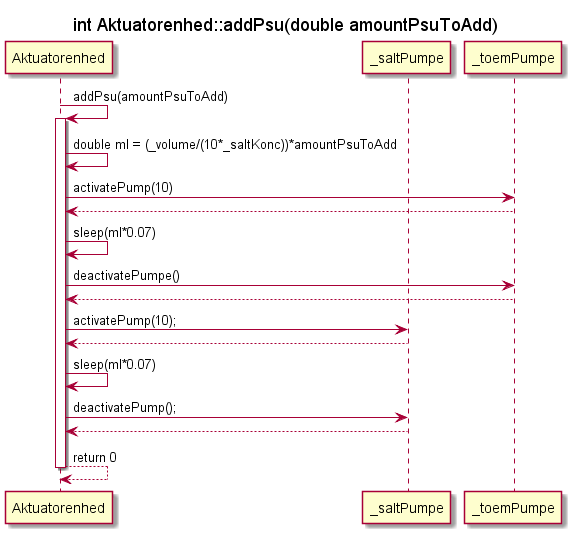 int Aktuatorenhed::addPsu(double amountPsuToAdd)
Aktuatorenhed
_saltPumpe
_toemPumpe
addPsu(amountPsuToAdd)
double ml = (_volume/(10*_saltKonc))*amountPsuToAdd
activatePump(10)
sleep(ml*0.07)
deactivatePumpe()
activatePump(10);
sleep(ml*0.07)
deactivatePump();
return 0
Aktuatorenhed
_saltPumpe
_toemPumpe